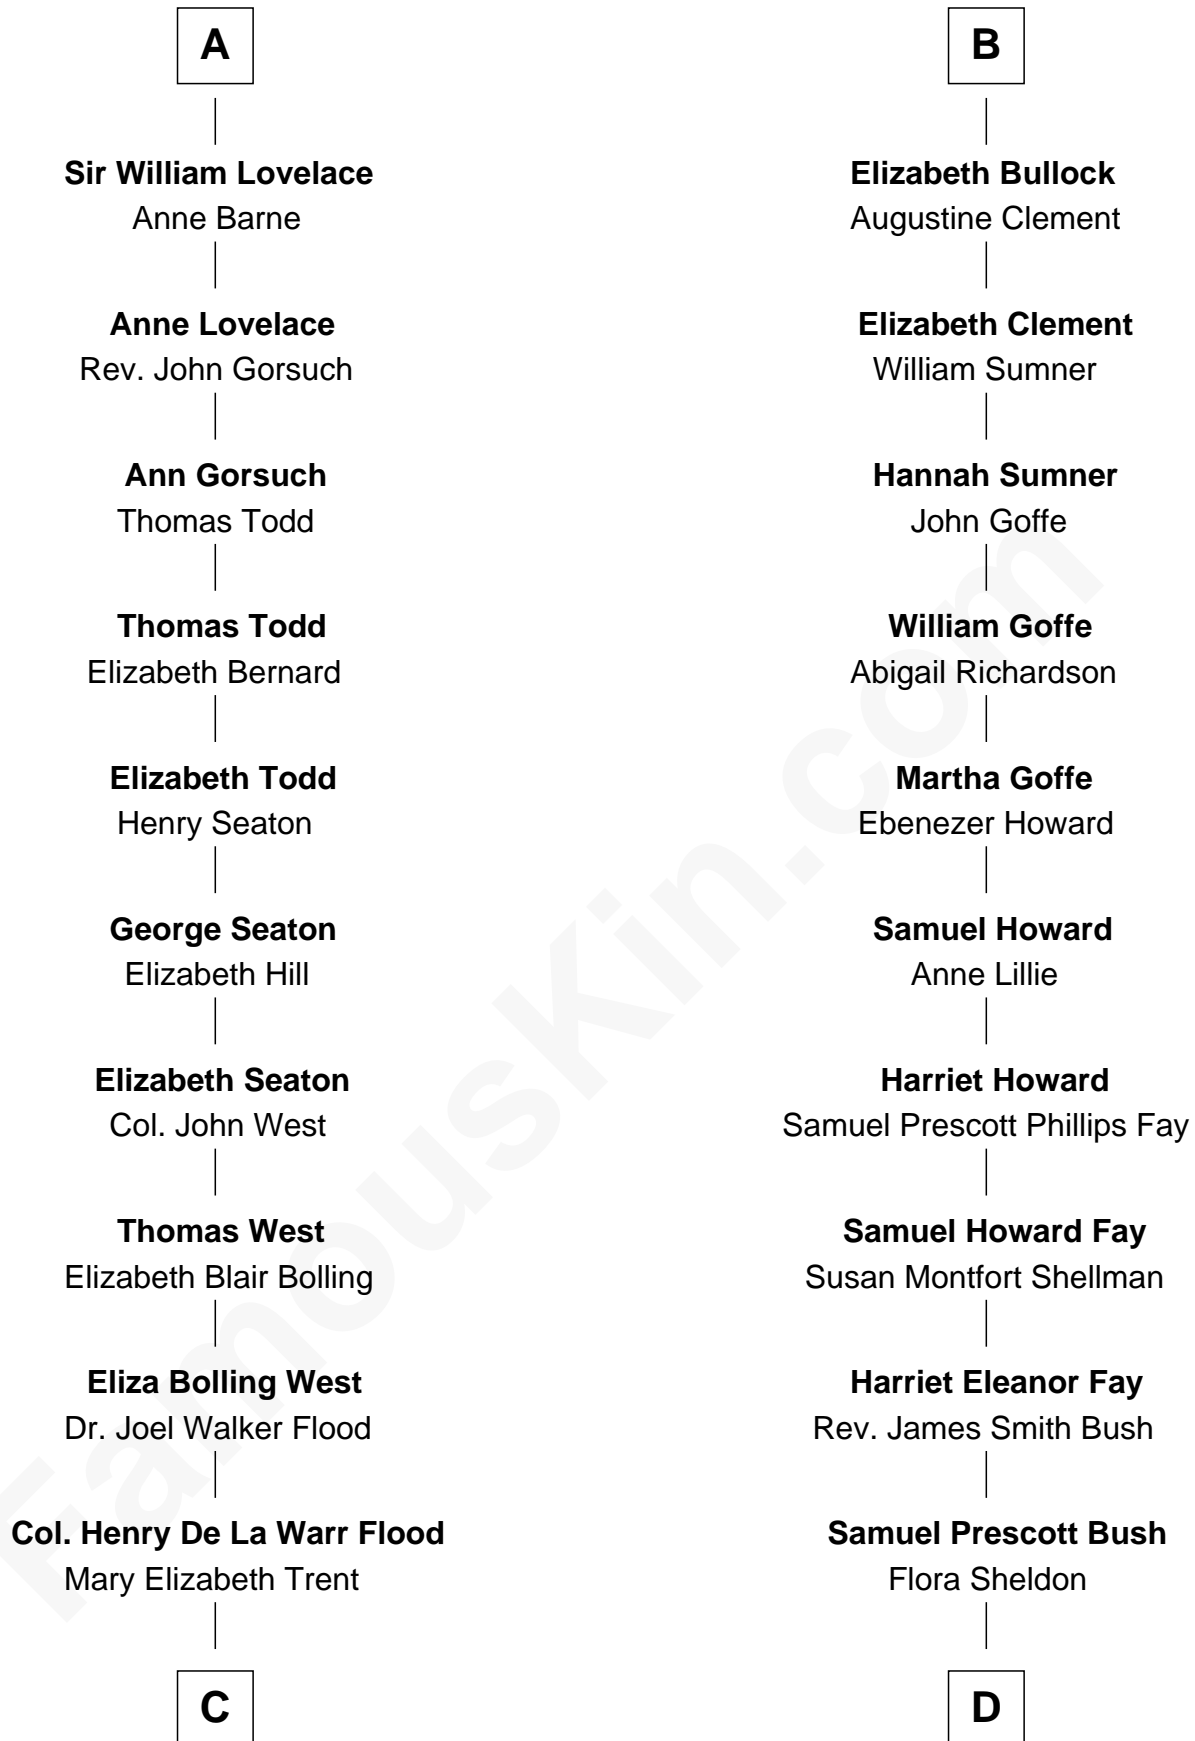 A
Sir William Lovelace
Anne Barne
Anne Lovelace
Rev. John Gorsuch
Ann Gorsuch
Thomas Todd
Thomas Todd
Elizabeth Bernard
Elizabeth Todd
Henry Seaton
George Seaton
Elizabeth Hill
Elizabeth Seaton
Col. John West
Thomas West
Elizabeth Blair Bolling
Eliza Bolling West
Dr. Joel Walker Flood
Col. Henry De La Warr Flood
Mary Elizabeth Trent
C
B
Elizabeth Bullock
Augustine Clement
Elizabeth Clement
William Sumner
Hannah Sumner
John Goffe
William Goffe
Abigail Richardson
Martha Goffe
Ebenezer Howard
Samuel Howard
Anne Lillie
Harriet Howard
Samuel Prescott Phillips Fay
Samuel Howard Fay
Susan Montfort Shellman
Harriet Eleanor Fay
Rev. James Smith Bush
Samuel Prescott Bush
Flora Sheldon
D
FamousKin.com